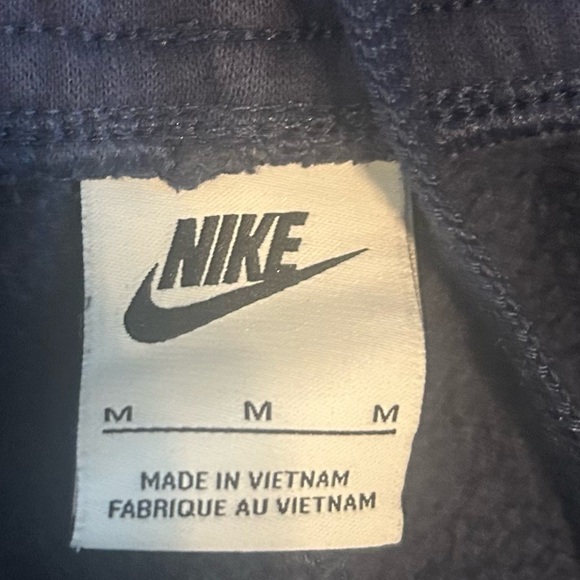 NIKE
M M M
MADE IN VIETNAM
FABRIQUE AU VIETNAM